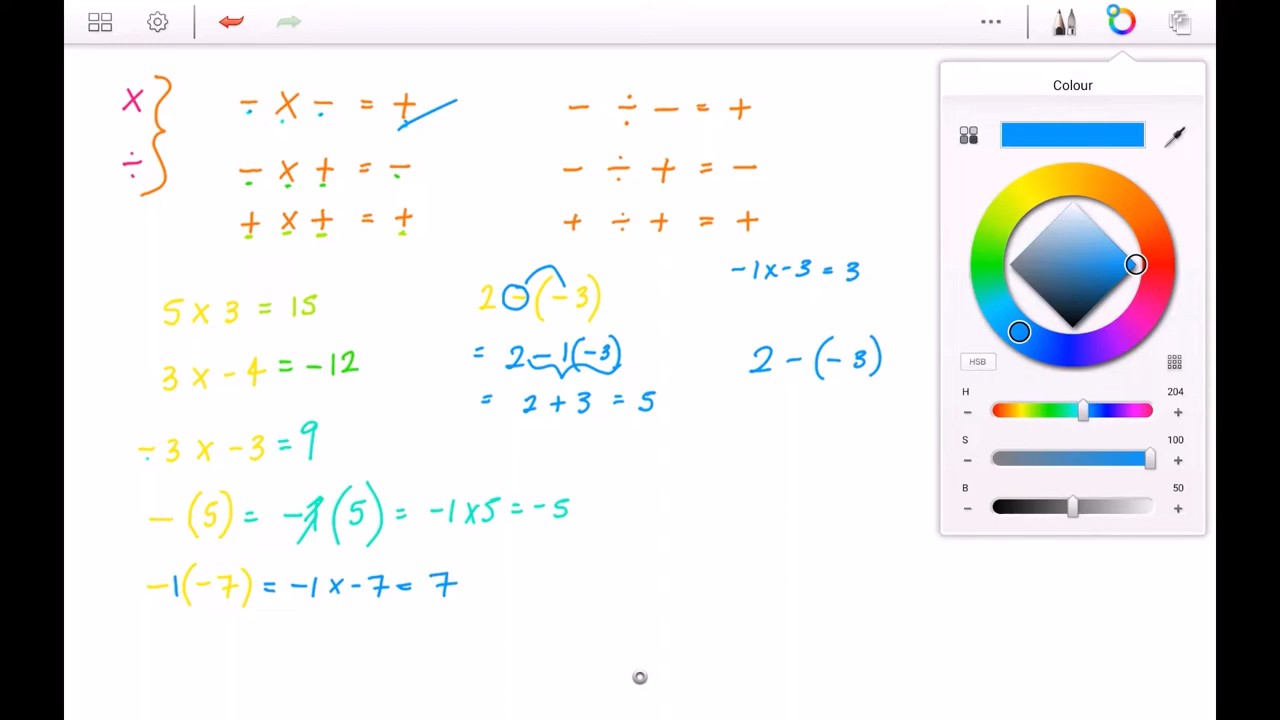 Colour
×
÷
- × - = +
- × + = -
+ × + = +
- ÷ - = +
- ÷ + = -
+ ÷ + = +
5 × 3 = 15
3 × -4 = -12
-3 × -3 = 9
- (5) = -1 (5) = -1 × 5 = -5
-1(-7) = -1 × -7 = 7
2 - (-3)
= 2 - 1(-3)
= 2 + 3 = 5
-1 × -3 = 3
2 - (-3)
HSB
H 204
- +
S 100
- +
B 50
- +